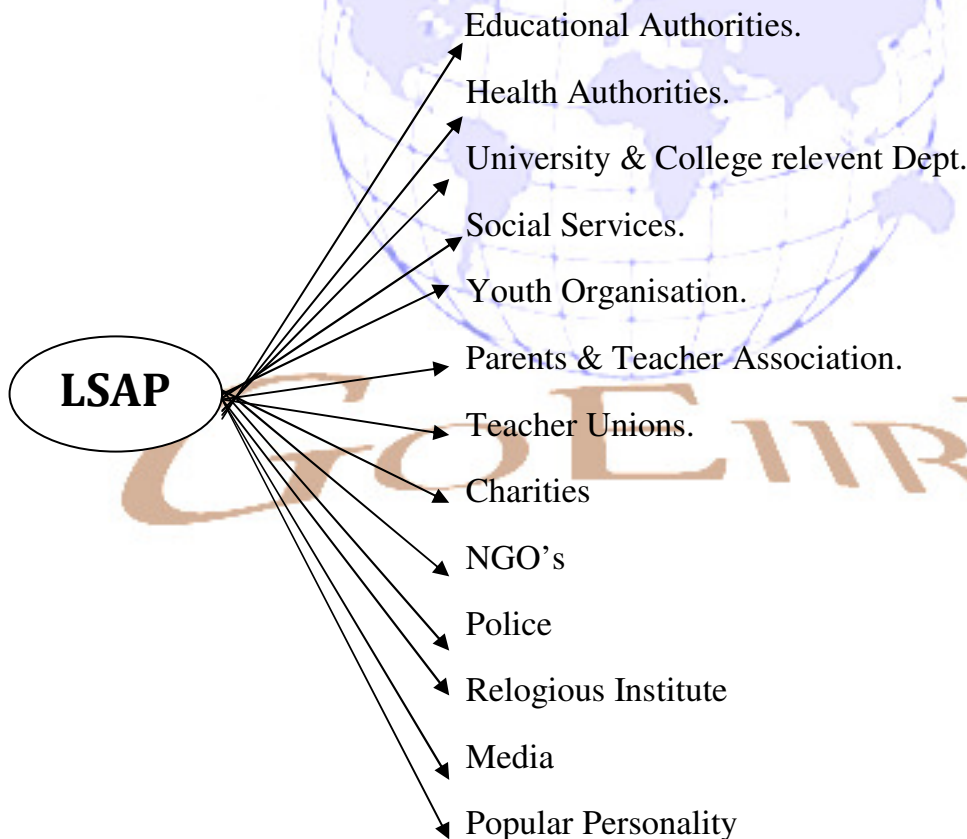 Educational Authorities.
Health Authorities.
University & College relevent Dept.
Social Services.
Youth Organisation.
LSAP
Parents & Teacher Association.
Teacher Unions.
Charities
NGO’s
Police
Relogious Institute
Media
Popular Personality